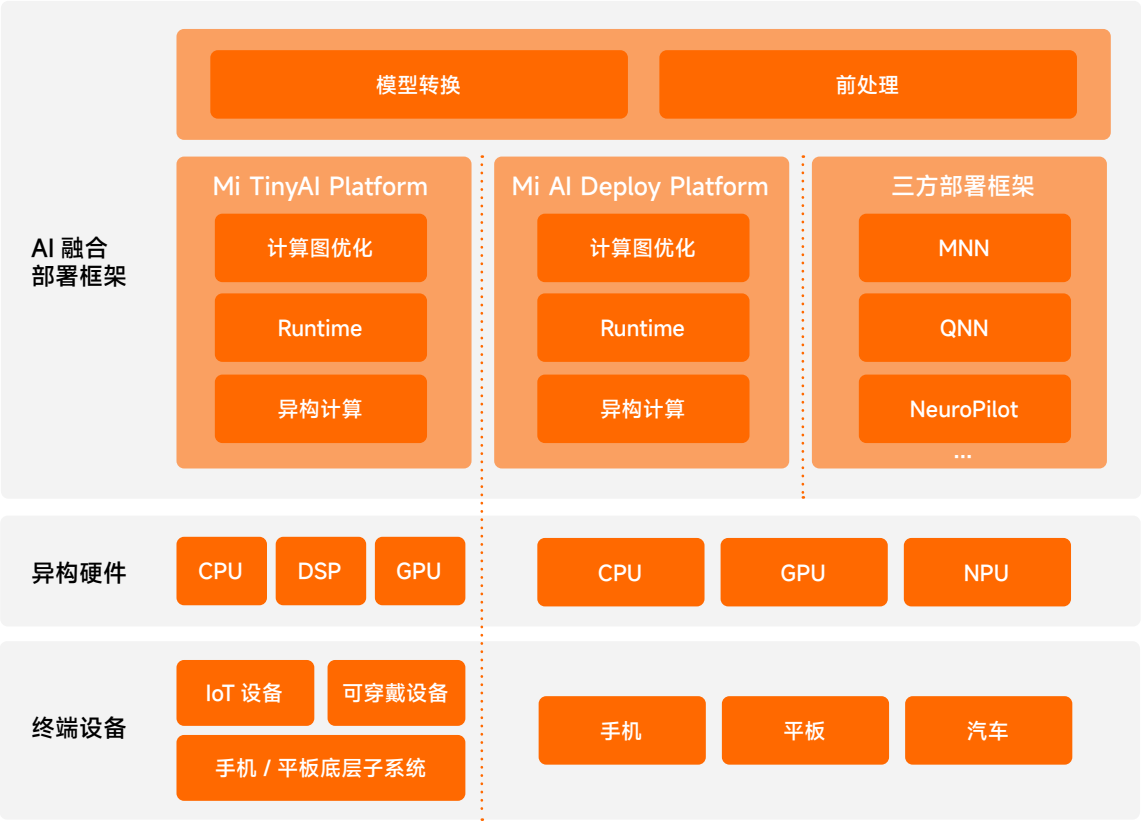 模型转换
前处理
AI 融合
部署框架
Mi TinyAI Platform
计算图优化
Runtime
异构计算
Mi AI Deploy Platform
计算图优化
Runtime
异构计算
三方部署框架
MNN
QNN
NeuroPilot
...
异构硬件
CPU
DSP
GPU
CPU
GPU
NPU
终端设备
IoT 设备
可穿戴设备
手机 / 平板底层子系统
手机
平板
汽车